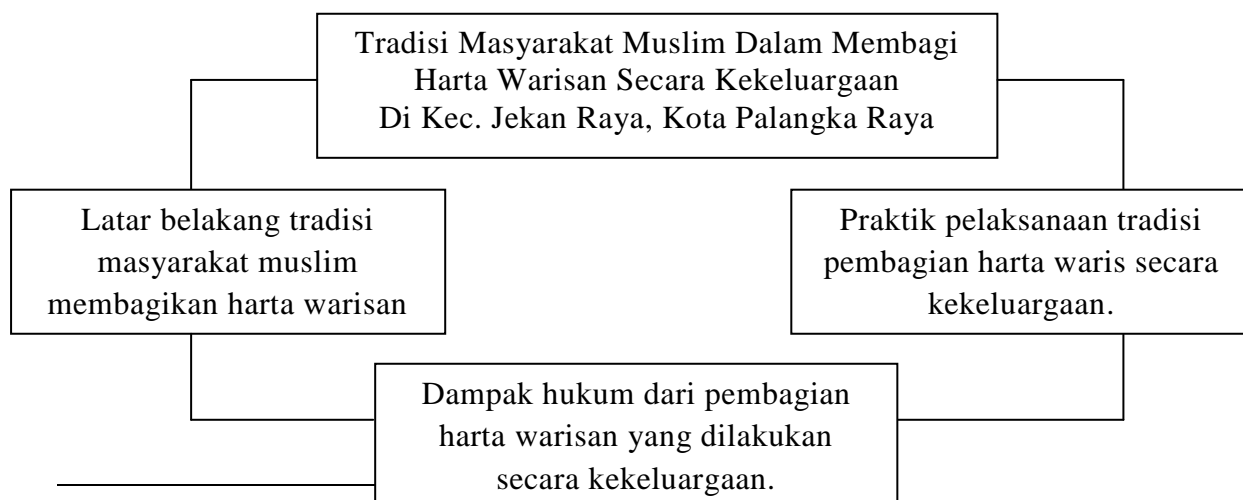 Tradisi Masyarakat Muslim Dalam Membagi
Harta Warisan Secara Kekeluargaan
Di Kec. Jekan Raya, Kota Palangka Raya
Latar belakang tradisi
masyarakat muslim
membagikan harta warisan
Praktik pelaksanaan tradisi
pembagian harta waris secara
kekeluargaan.
Dampak hukum dari pembagian
harta warisan yang dilakukan
secara kekeluargaan.